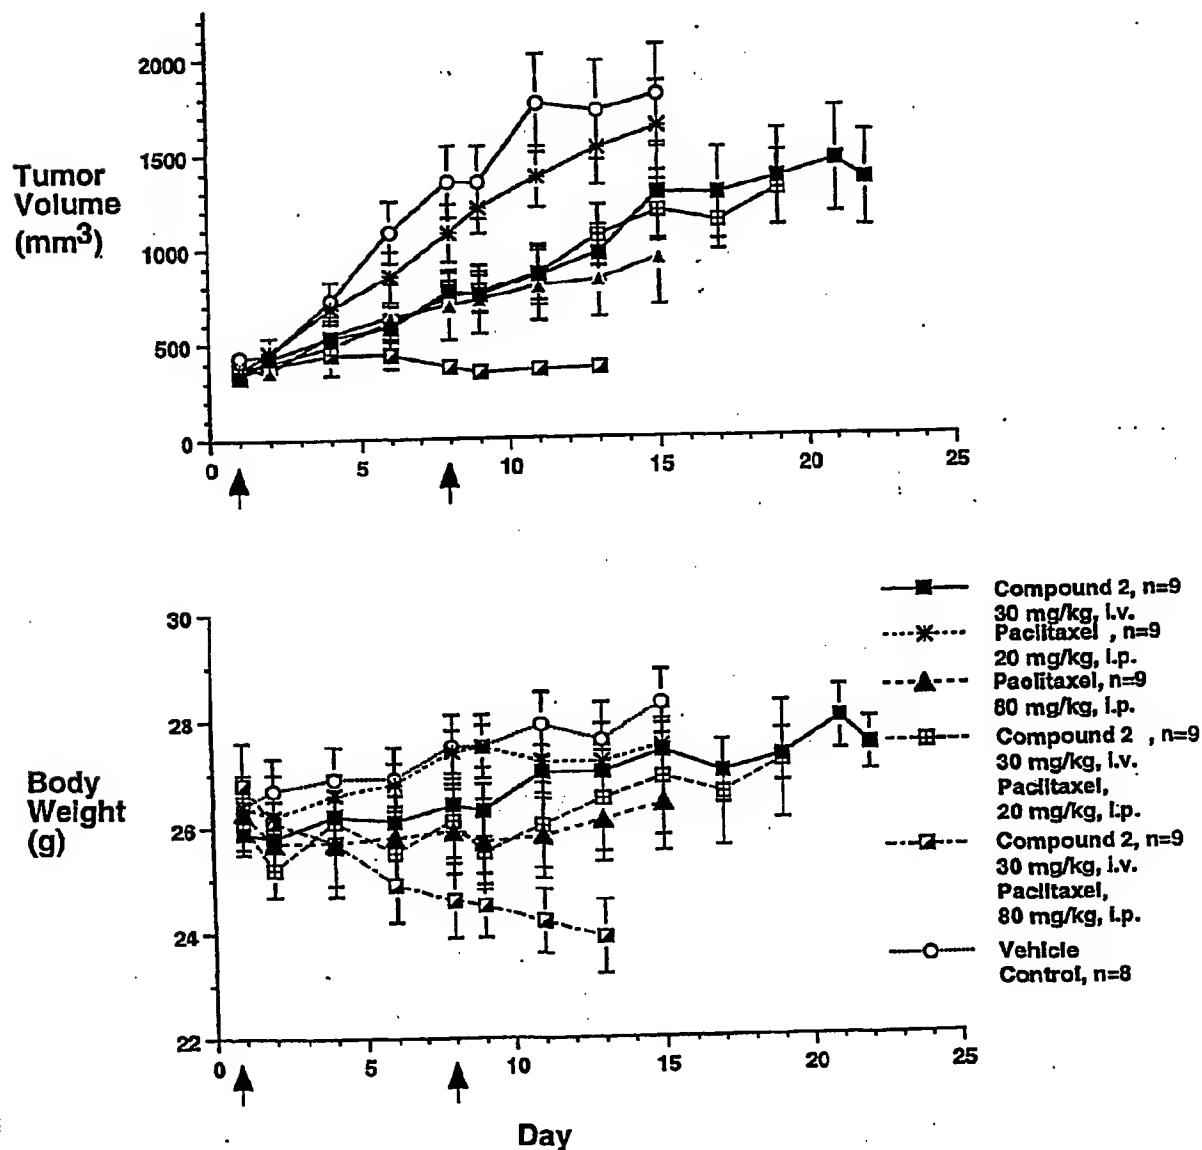 2000
1500
1000
500
0
Tumor
Volume
(mm3)
0 5 10 15 20 25
30
28
26
24
22
Body
Weight
(g)
0 5 10 15 20 25
Day
Compound 2, n=9
30 mg/kg, i.v.
Paclitaxel , n=9
20 mg/kg, i.p.
Paclitaxel, n=9
80 mg/kg, i.p.
Compound 2 , n=9
30 mg/kg, i.v.
Paclitaxel,
20 mg/kg, i.p.
Compound 2, n=9
30 mg/kg, i.v.
Paclitaxel,
80 mg/kg, i.p.
Vehicle
Control, n=8